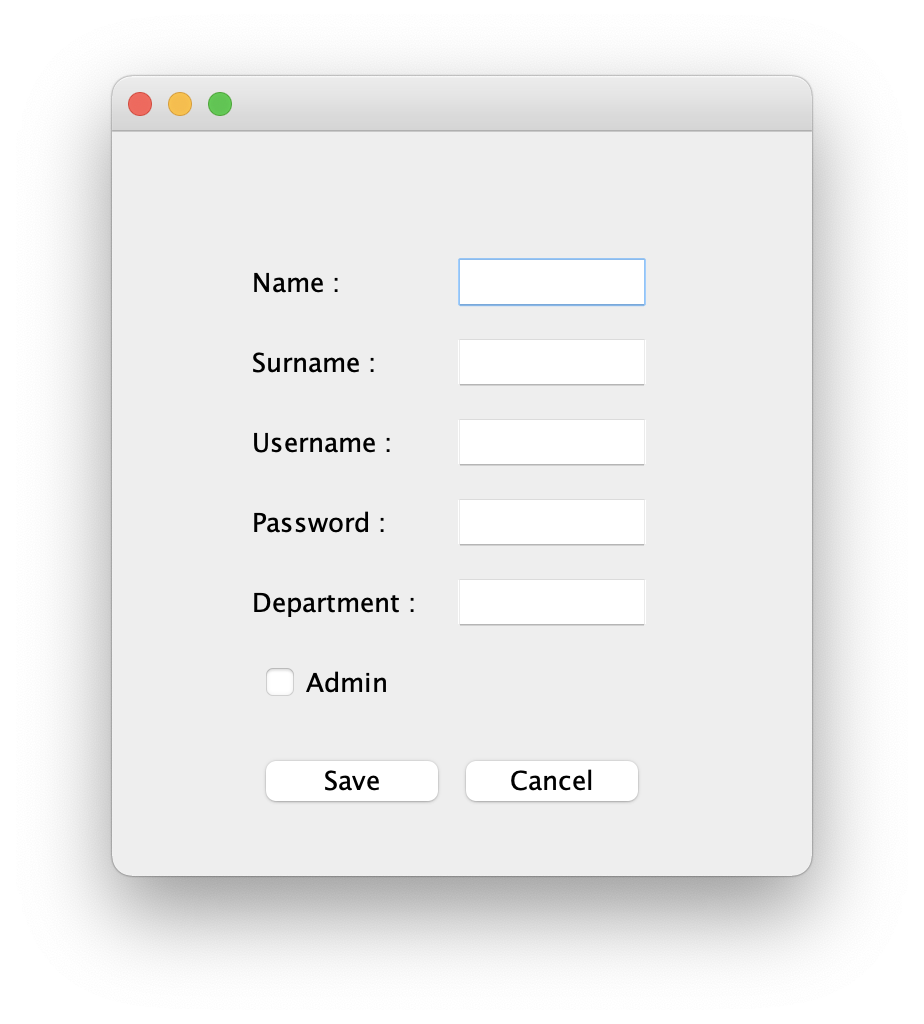 Name :
Surname :
Username :
Password :
Department :
Admin
Save Cancel